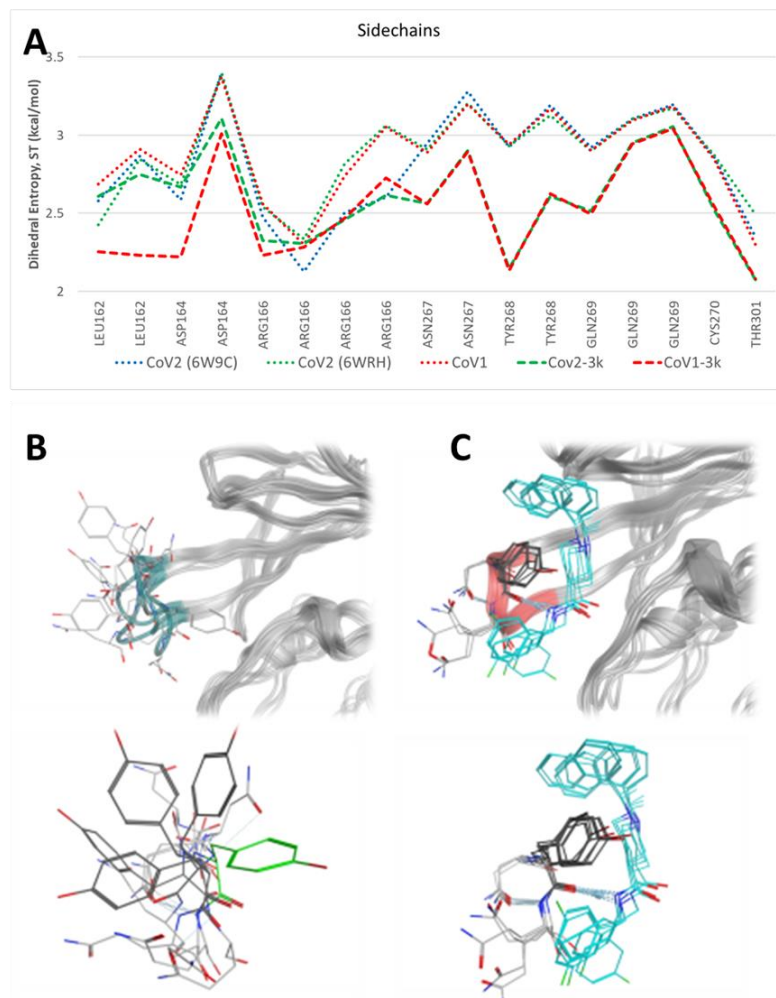 A
Sidechains
Dihedral Entropy, ST (kcal/mol)
3.5
3
2.5
2
LEU162
LEU162
ASP164
ASP164
ARG166
ARG166
ARG166
ARG166
ASN267
ASN267
TYR268
TYR268
GLN269
GLN269
GLN269
CYS270
THR301
CoV2 (6W9C) CoV2 (6WRH) CoV1 Cov2-3k CoV1-3k
B
C